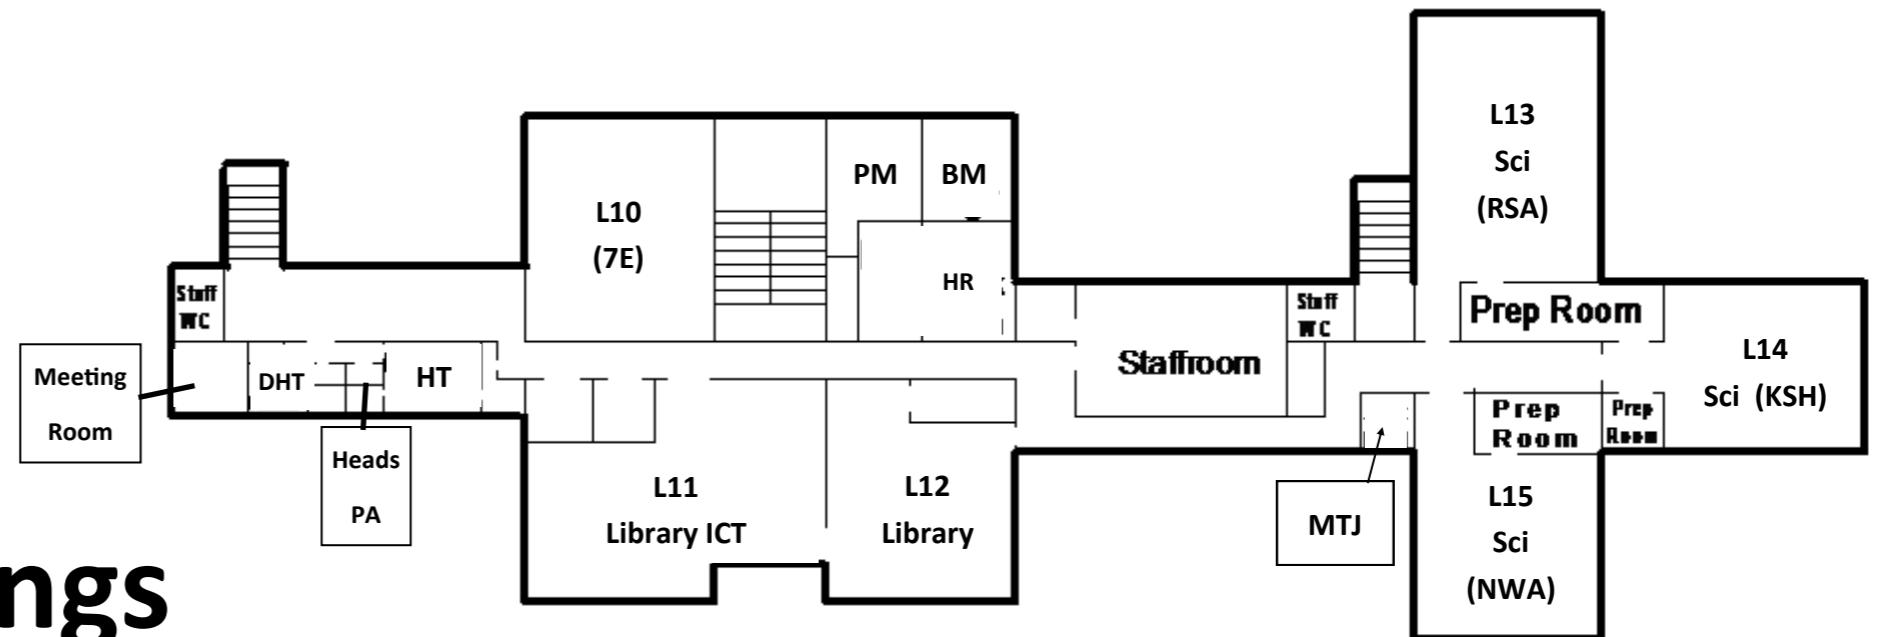 L13
Sci
(RSA)
PM
BM
L10
(7E)
HR
Staff
WC
Staff
WC
Prep Room
Meeting
Room
DHT
HT
Staffroom
L14
Sci (KSH)
Prep
Room
Prep
Room
Heads
PA
L11
Library ICT
L12
Library
MTJ
L15
Sci
(NWA)
ngs